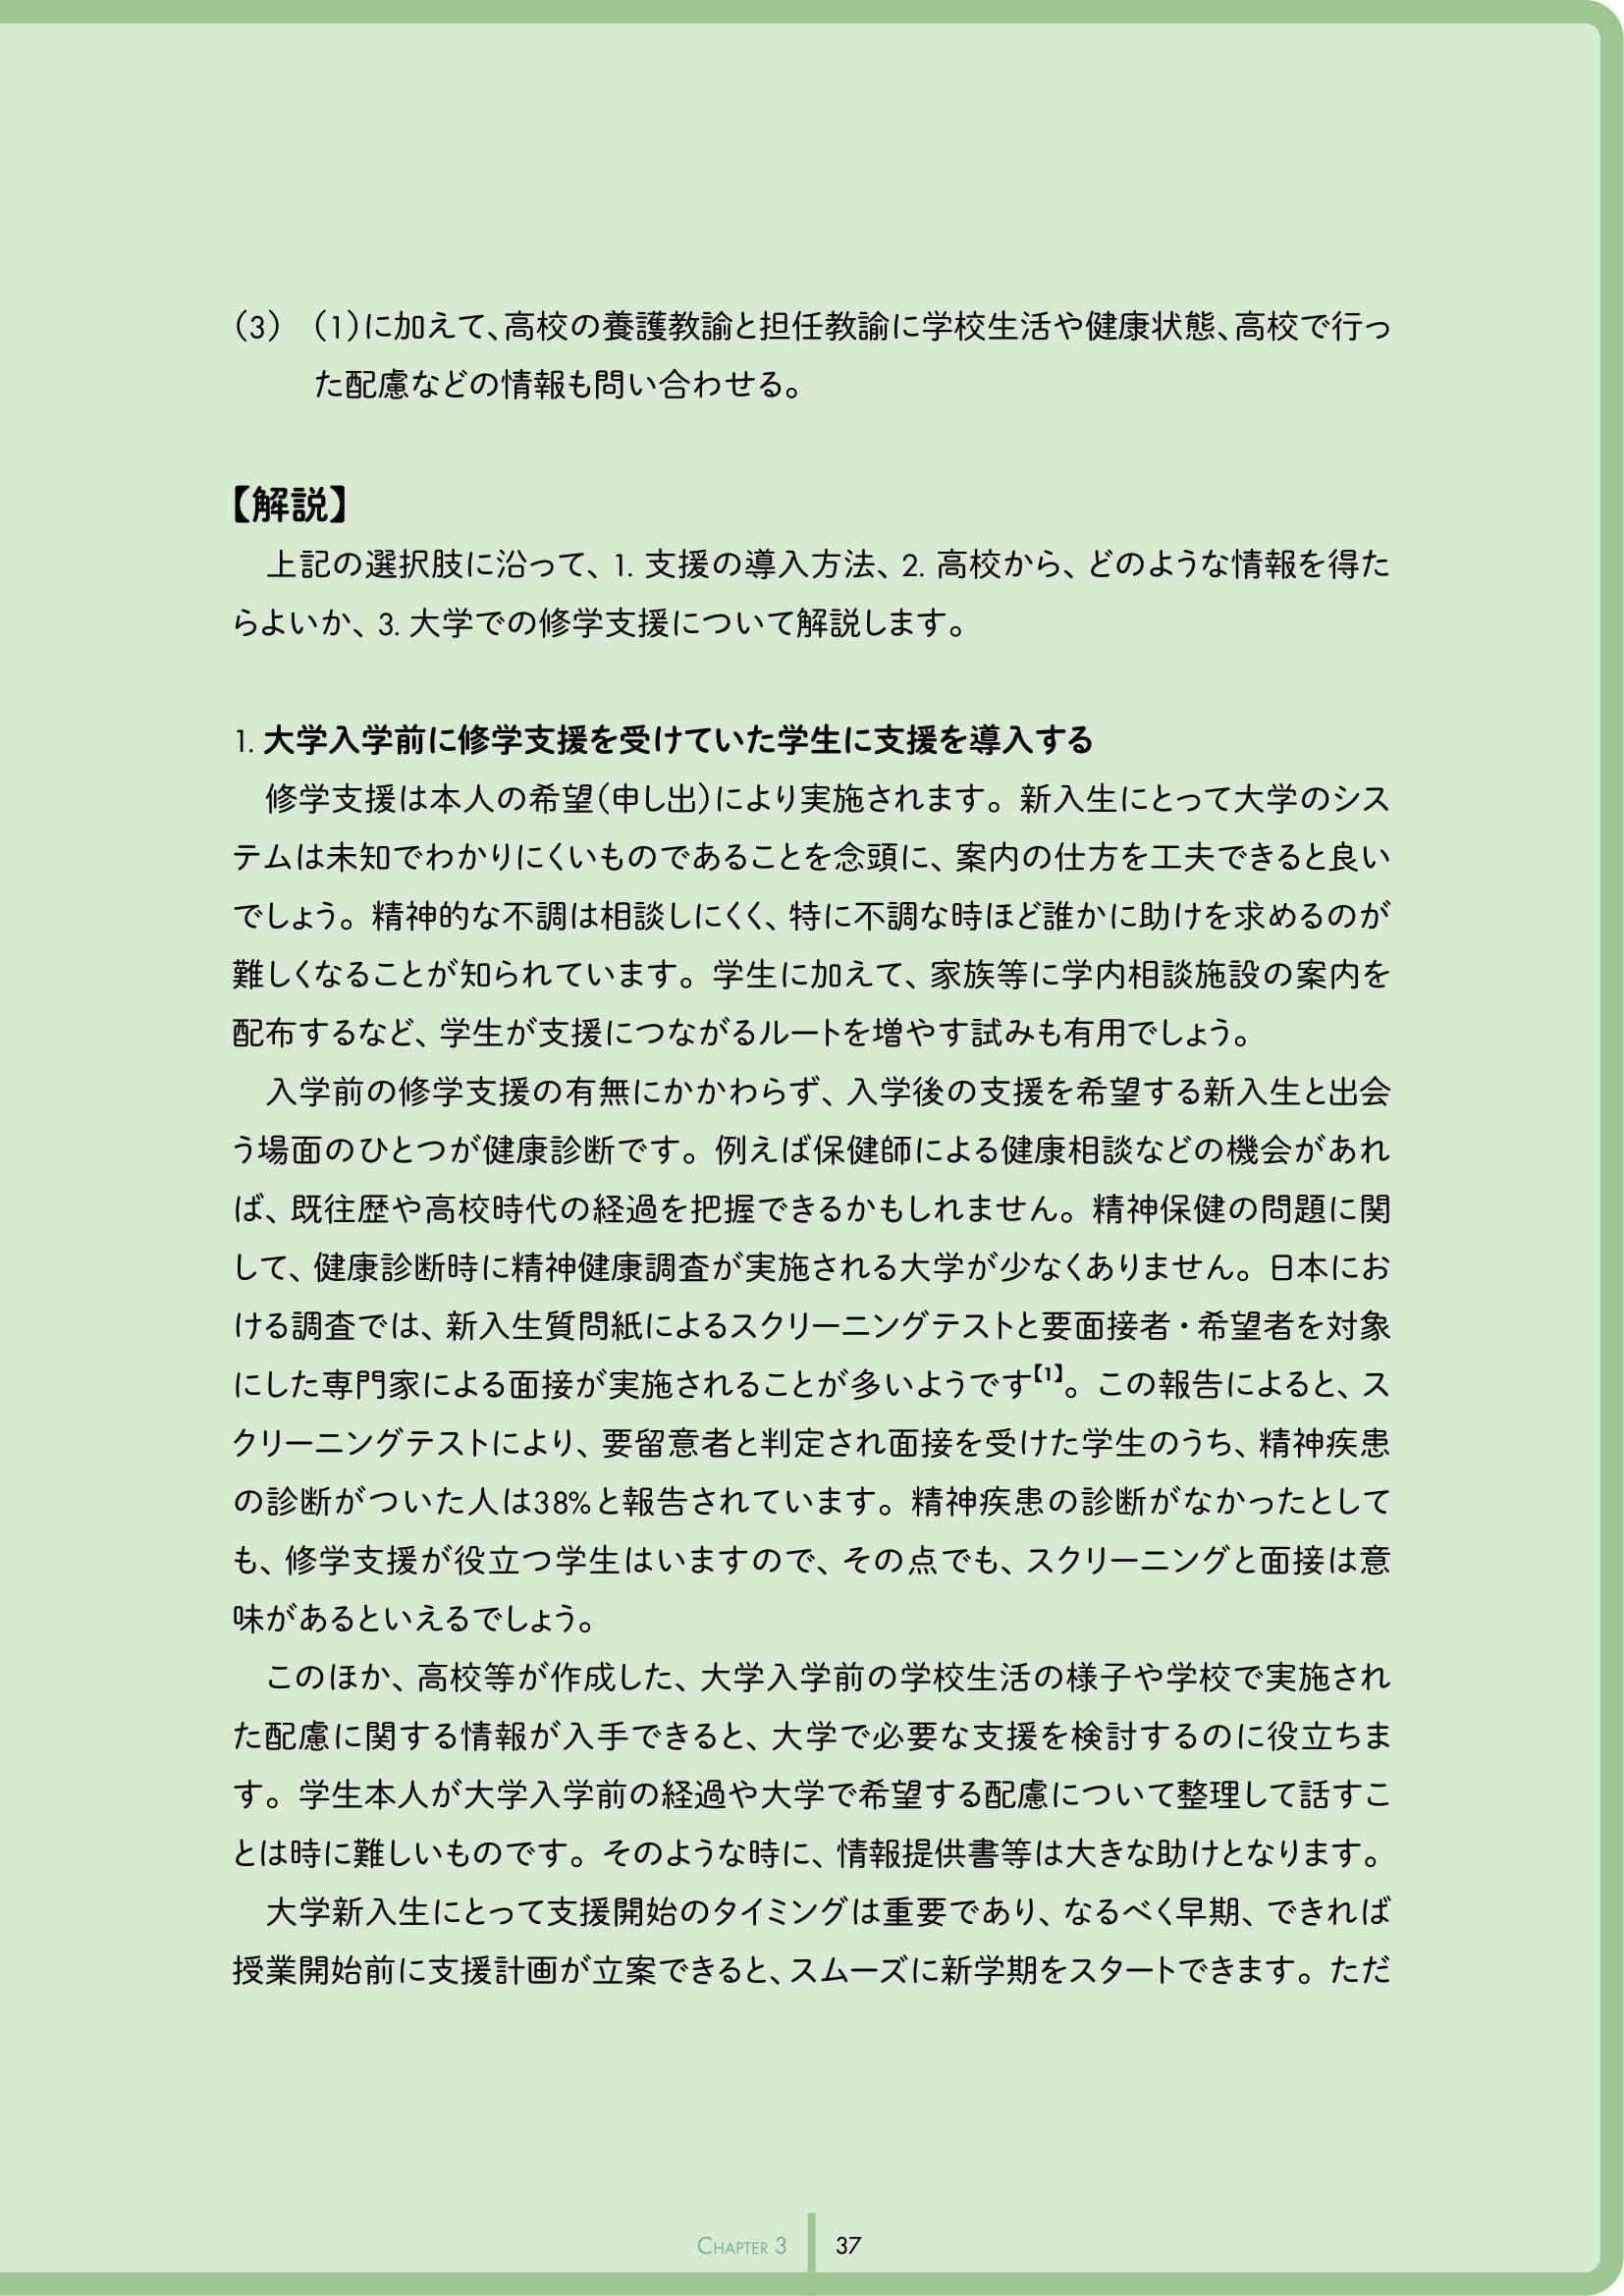 (3) (1)に加えて、高校の養護教諭と担任教諭に学校生活や健康状態、高校で行っ
た配慮などの情報も問い合わせる。
【解説】
上記の選択肢に沿って、1. 支援の導入方法、2. 高校から、どのような情報を得た
らよいか、3. 大学での修学支援について解説します。
1. 大学入学前に修学支援を受けていた学生に支援を導入する
修学支援は本人の希望(申し出)により実施されます。新入生にとって大学のシス
テムは未知でわかりにくいものであることを念頭に、案内の仕方を工夫できると良い
でしょう。精神的な不調は相談しにくく、特に不調な時ほど誰かに助けを求めるのが
難しくなることが知られています。学生に加えて、家族等に学内相談施設の案内を
配布するなど、学生が支援につながるルートを増やす試みも有用でしょう。
入学前の修学支援の有無にかかわらず、入学後の支援を希望する新入生と出会
う場面のひとつが健康診断です。例えば保健師による健康相談などの機会があれ
ば、既往歴や高校時代の経過を把握できるかもしれません。精神保健の問題に関
して、健康診断時に精神健康調査が実施される大学が少なくありません。日本にお
ける調査では、新入生質問紙によるスクリーニングテストと要面接者・希望者を対象
にした専門家による面接が実施されることが多いようです【1】。この報告によると、ス
クリーニングテストにより、要留意者と判定され面接を受けた学生のうち、精神疾患
の診断がついた人は38%と報告されています。精神疾患の診断がなかったとして
も、修学支援が役立つ学生はいますので、その点でも、スクリーニングと面接は意
味があるといえるでしょう。
このほか、高校等が作成した、大学入学前の学校生活の様子や学校で実施され
た配慮に関する情報が入手できると、大学で必要な支援を検討するのに役立ちま
す。学生本人が大学入学前の経過や大学で希望する配慮について整理して話すこ
とは時に難しいものです。そのような時に、情報提供書等は大きな助けとなります。
大学新入生にとって支援開始のタイミングは重要であり、なるべく早期、できれば
授業開始前に支援計画が立案できると、スムーズに新学期をスタートできます。ただ
CHAPTER 3 37